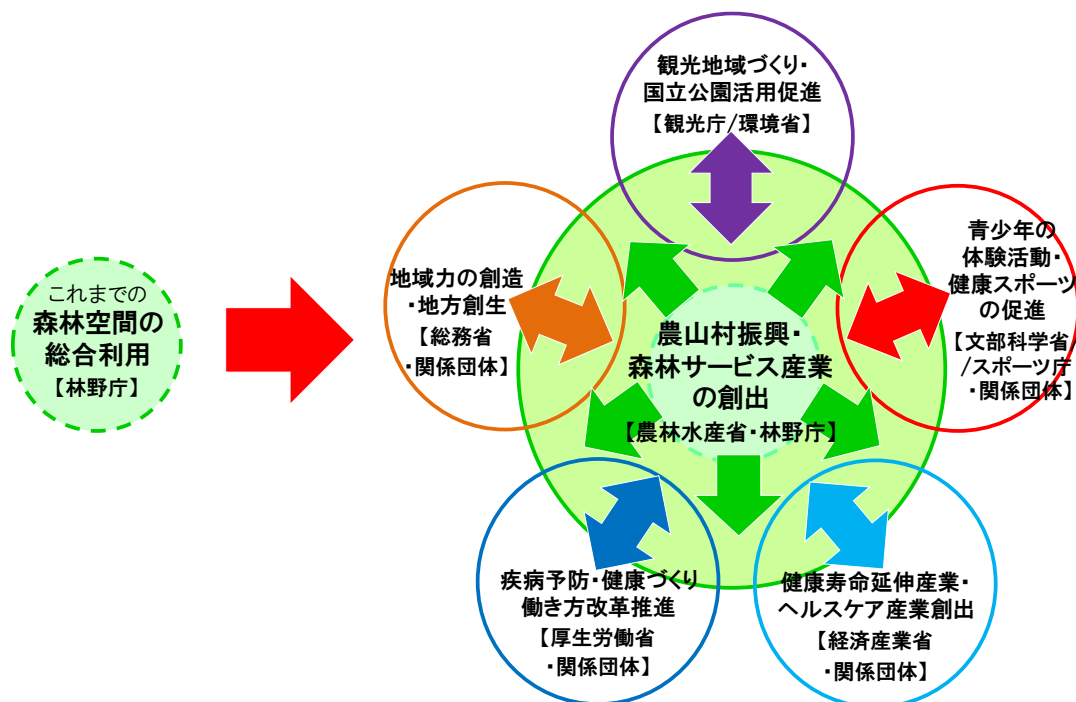 これまでの
森林空間の
総合利用
【林野庁】
観光地域づくり・
国立公園活用促進
【観光庁/環境省】
地域力の創造
・地方創生
【総務省
・関係団体】
農山村振興・
森林サービス産業
の創出
【農林水産省・林野庁】
青少年の
体験活動・
健康スポーツ
の促進
【文部科学省/
/スポーツ庁
・関係団体】
疾病予防・健康づくり
働き方改革推進
【厚生労働省
・関係団体】
健康寿命延伸産業・
ヘルスケア産業創出
【経済産業省
・関係団体】